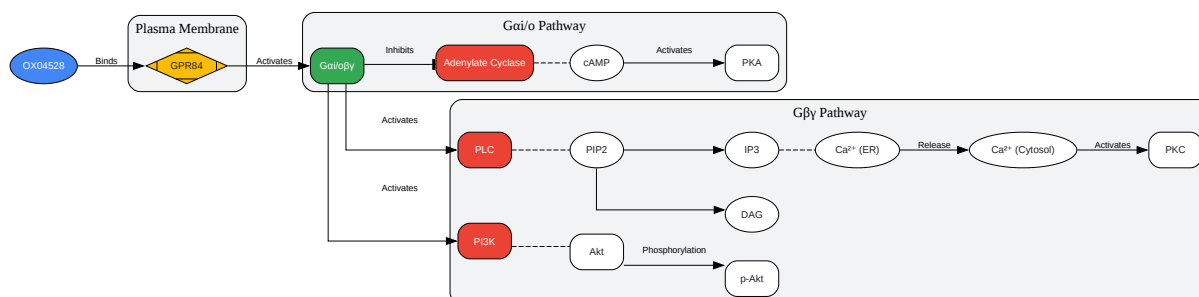 Plasma Membrane
Gαi/o Pathway
OX04528
Binds
GPR84
Activates
Gαi/oβγ
Inhibits
Adenylate Cyclase
cAMP
Activates
PKA
Gβγ Pathway
Activates
PLC
PIP2
IP3
Ca²⁺ (ER)
Release
Ca²⁺ (Cytosol)
Activates
PKC
Activates
DAG
PI3K
Akt
Phosphorylation
p-Akt